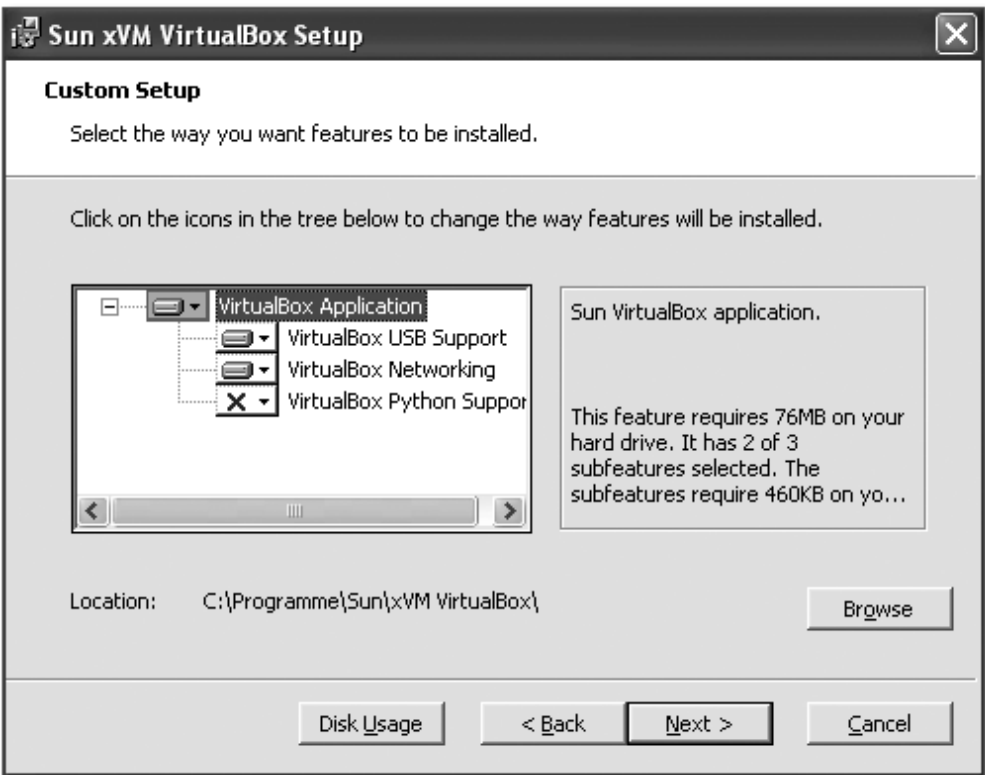 Sun xVM VirtualBox Setup
Custom Setup
Select the way you want features to be installed.
Click on the icons in the tree below to change the way features will be installed.
VirtualBox Application
VirtualBox USB Support
VirtualBox Networking
VirtualBox Python Suppor
Sun VirtualBox application.
This feature requires 76MB on your
hard drive. It has 2 of 3
subfeatures selected. The
subfeatures require 460KB on yo...
Location: C:\Programme\Sun\xVM VirtualBox\
Browse
Disk Usage < Back Next > Cancel